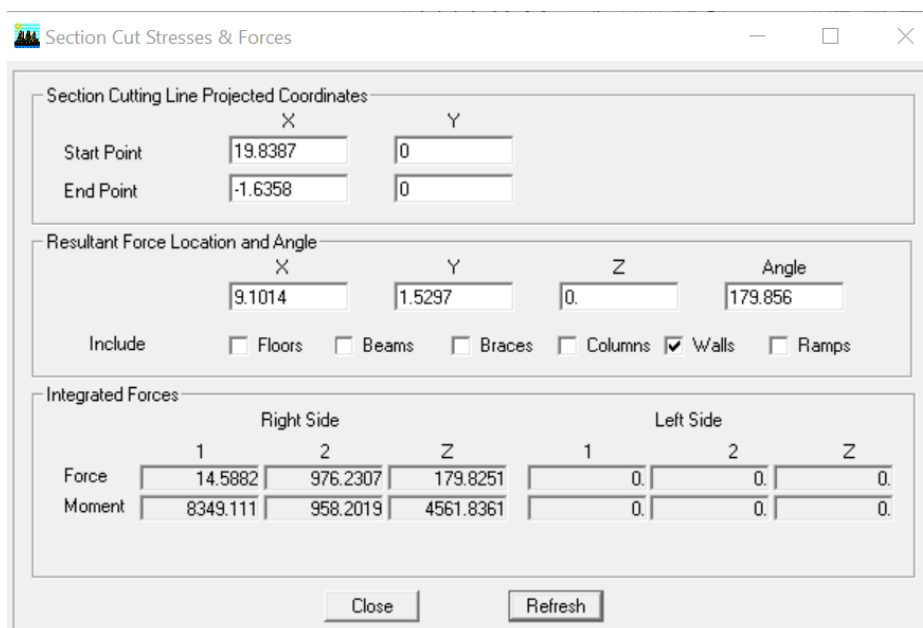 Section Cut Stresses & Forces
Section Cutting Line Projected Coordinates
X Y
Start Point 19.8387 0
End Point -1.6358 0
Resultant Force Location and Angle
X Y Z Angle
9.1014 1.5297 0. 179.856
Include Floors Beams Braces Columns Walls Ramps
Integrated Forces
Right Side Left Side
1 2 Z 1 2 Z
Force 14.5882 976.2307 179.8251 0. 0. 0.
Moment 8349.111 958.2019 4561.8361 0. 0. 0.
Close Refresh